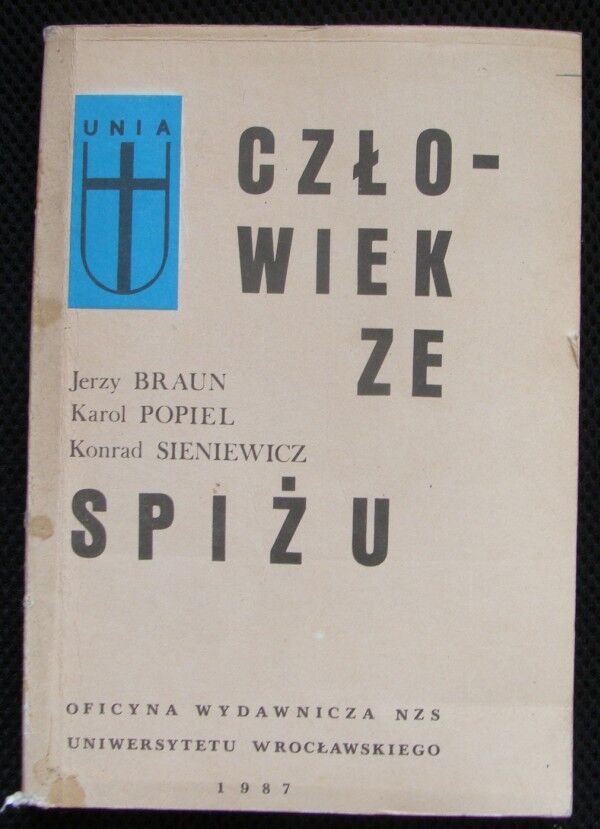 UNIA
CZŁO-
WIEK
ZE
Jerzy BRAUN
Karol POPIEL
Konrad SIENIEWICZ
SPIŻU
OFICYNA WYDAWNICZA NZS
UNIWERSYTETU WROCŁAWSKIEGO
1987